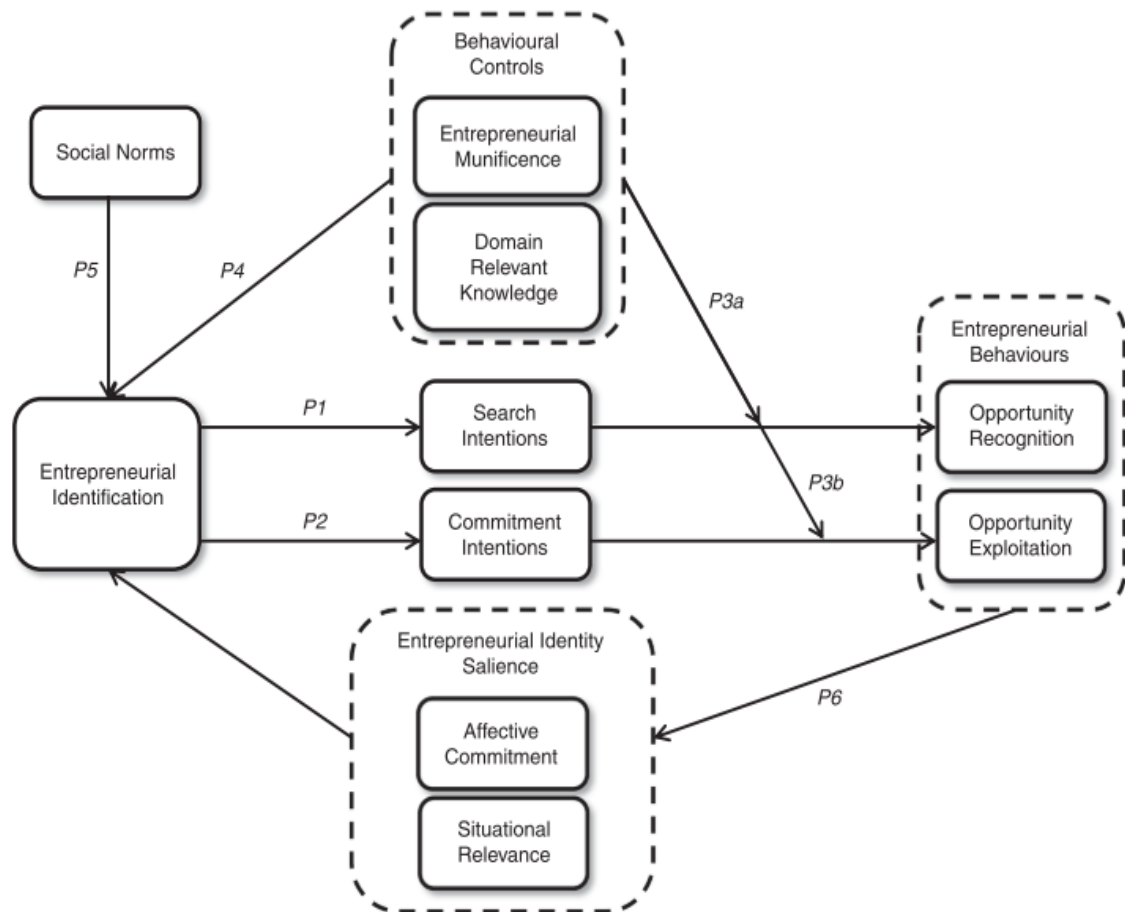 Behavioural
Controls
Entrepreneurial
Munificence
Domain
Relevant
Knowledge
Social Norms
P5
P4
P3a
P3b
Entrepreneurial
Identification
P1
P2
Search
Intentions
Commitment
Intentions
Entrepreneurial
Behaviours
Opportunity
Recognition
Opportunity
Exploitation
Entrepreneurial Identity
Salience
Affective
Commitment
Situational
Relevance
P6